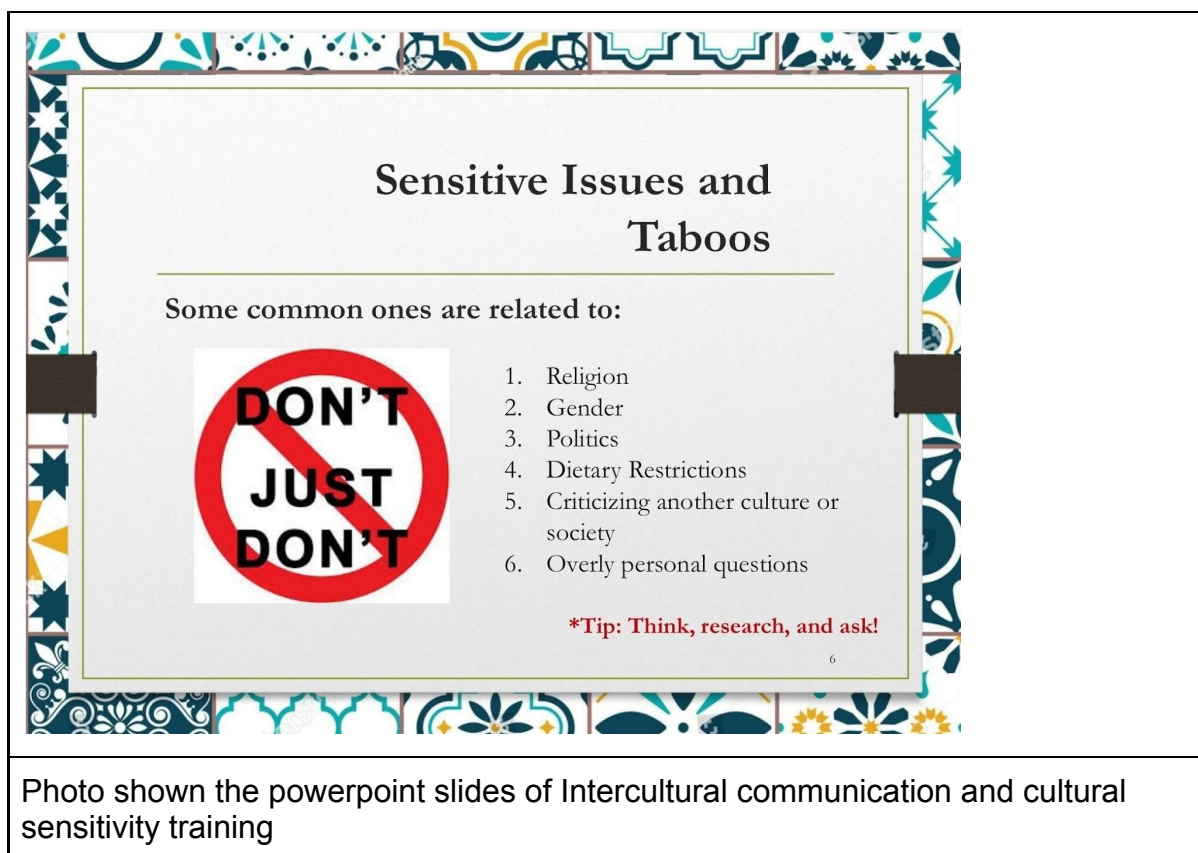 Sensitive Issues and
Taboos
Some common ones are related to:
DON'T
JUST
DON'T
1. Religion
2. Gender
3. Politics
4. Dietary Restrictions
5. Criticizing another culture or
society
6. Overly personal questions
*Tip: Think, research, and ask!
6
Photo shown the powerpoint slides of Intercultural communication and cultural
sensitivity training